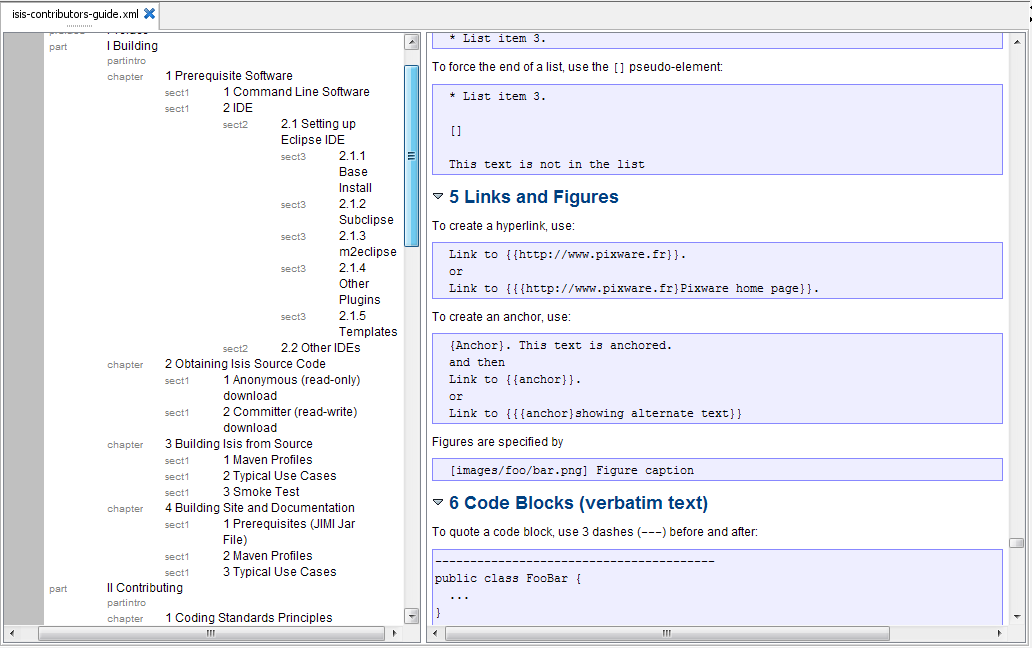 isis-contributors-guide.xml
part I Building
partintro
chapter 1 Prerequisite Software
sect1 1 Command Line Software
sect1 2 IDE
sect2 2.1 Setting up
Eclipse IDE
sect3 2.1.1
Base
Install
sect3 2.1.2
Subclipse
sect3 2.1.3
m2eclipse
sect3 2.1.4
Other
Plugins
sect3 2.1.5
Templates
sect2 2.2 Other IDEs
chapter 2 Obtaining Isis Source Code
sect1 1 Anonymous (read-only)
download
sect1 2 Committer (read-write)
download
chapter 3 Building Isis from Source
sect1 1 Maven Profiles
sect1 2 Typical Use Cases
sect1 3 Smoke Test
chapter 4 Building Site and Documentation
sect1 1 Prerequisites (JIMI Jar
File)
sect1 2 Maven Profiles
sect1 3 Typical Use Cases
part II Contributing
partintro
chapter 1 Coding Standards Principles
* List item 3.
To force the end of a list, use the [] pseudo-element:
* List item 3.
[]
This text is not in the list
5 Links and Figures
To create a hyperlink, use:
Link to {{http://www.pixware.fr}}.
or
Link to {{{http://www.pixware.fr}Pixware home page}}.
To create an anchor, use:
{Anchor}. This text is anchored.
and then
Link to {{anchor}}.
or
Link to {{{anchor}showing alternate text}}
Figures are specified by
[images/foo/bar.png] Figure caption
6 Code Blocks (verbatim text)
To quote a code block, use 3 dashes (---) before and after:
----------------------------------------
public class FooBar {
...
}